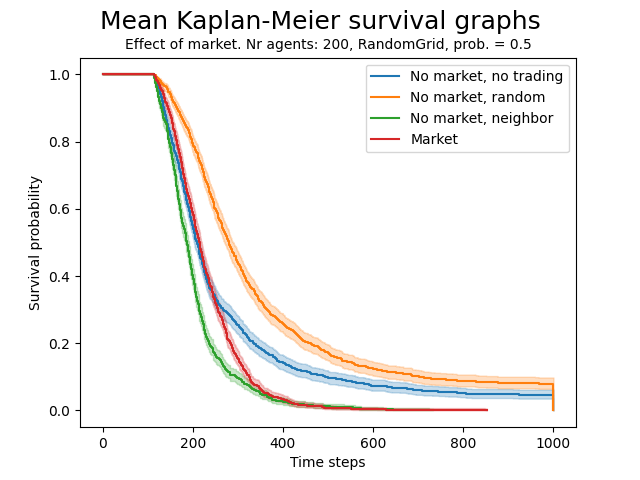 Mean Kaplan-Meier survival graphs
Effect of market. Nr agents: 200, RandomGrid, prob. = 0.5
No market, no trading
No market, random
No market, neighbor
Market
Survival probability
1.0
0.8
0.6
0.4
0.2
0.0
0 200 400 600 800 1000
Time steps